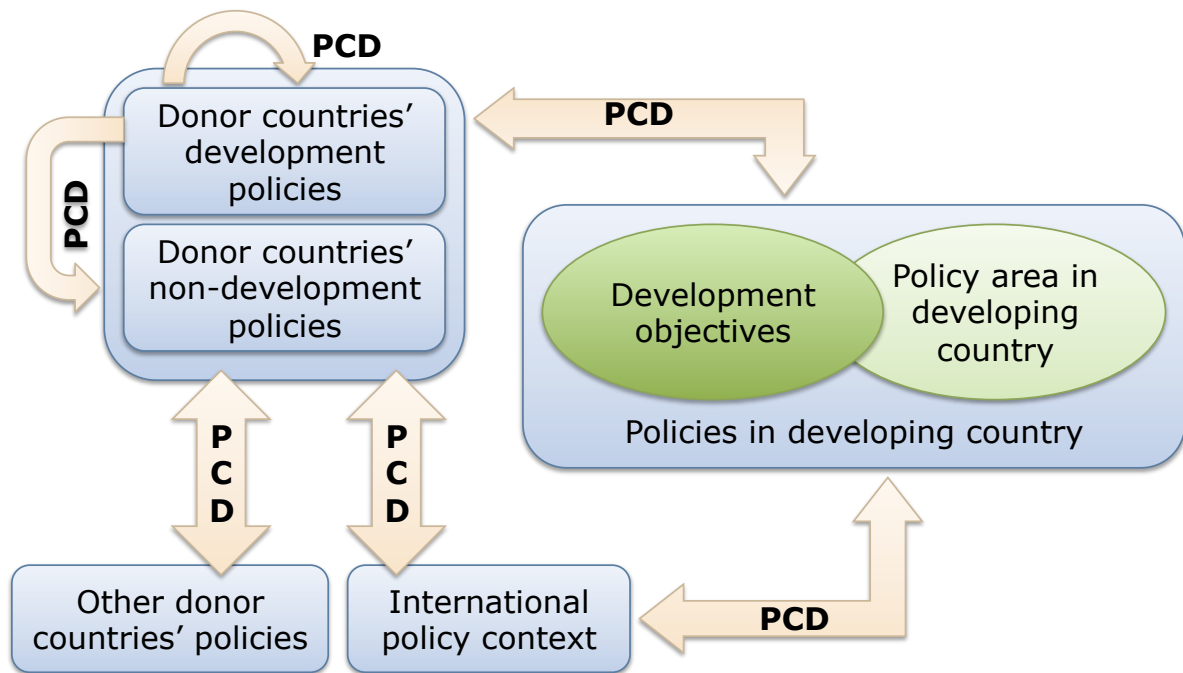 PCD
Donor countries’
development
policies
PCD
Donor countries’
non-development
policies
PCD
Development
objectives
Policy area in
developing
country
Policies in developing country
P
C
D
P
C
D
Other donor
countries’ policies
International
policy context
PCD